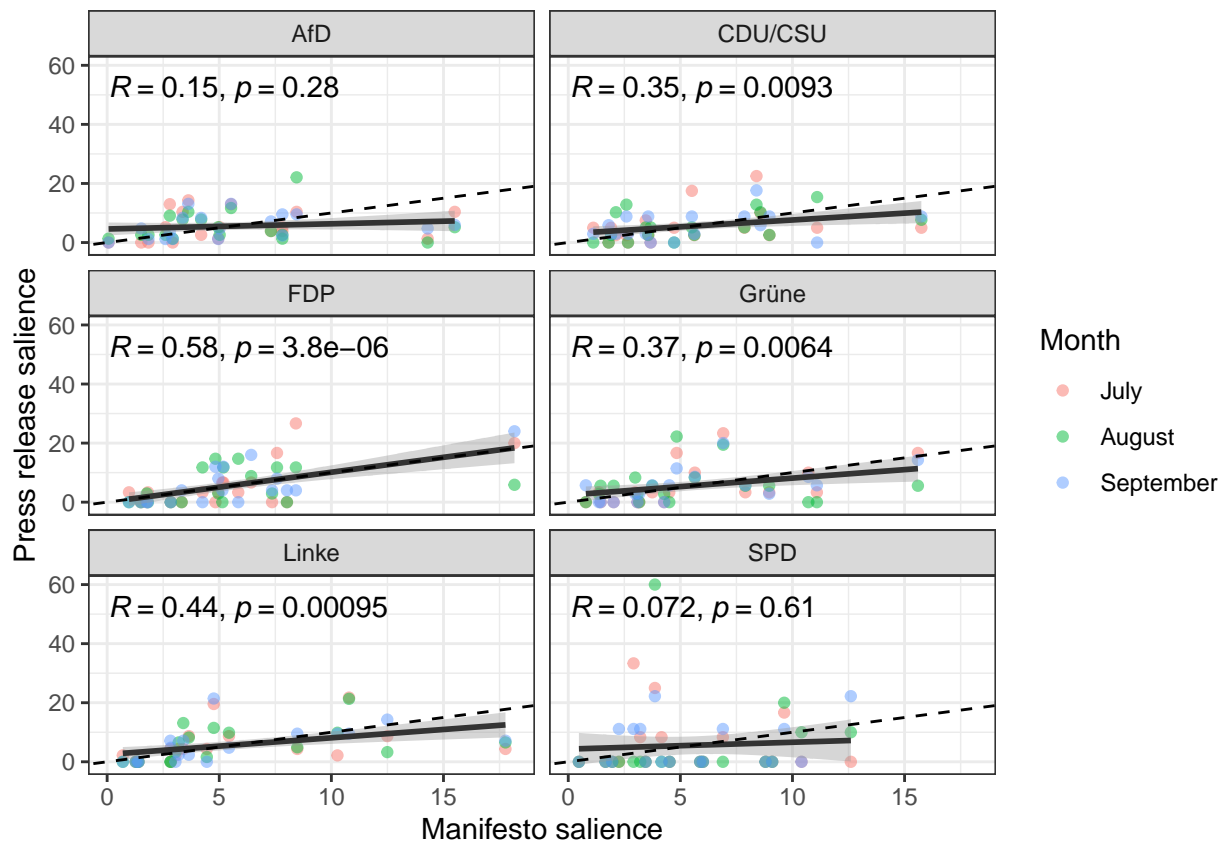 AfD
CDU/CSU
60
40
20
0
R = 0.15, p = 0.28
R = 0.35, p = 0.0093
FDP
Grüne
60
40
20
0
R = 0.58, p = 3.8e−06
R = 0.37, p = 0.0064
Linke
SPD
60
40
20
0
R = 0.44, p = 0.00095
R = 0.072, p = 0.61
0 5 10 15
0 5 10 15
Manifesto salience
Press release salience
Month
July
August
September